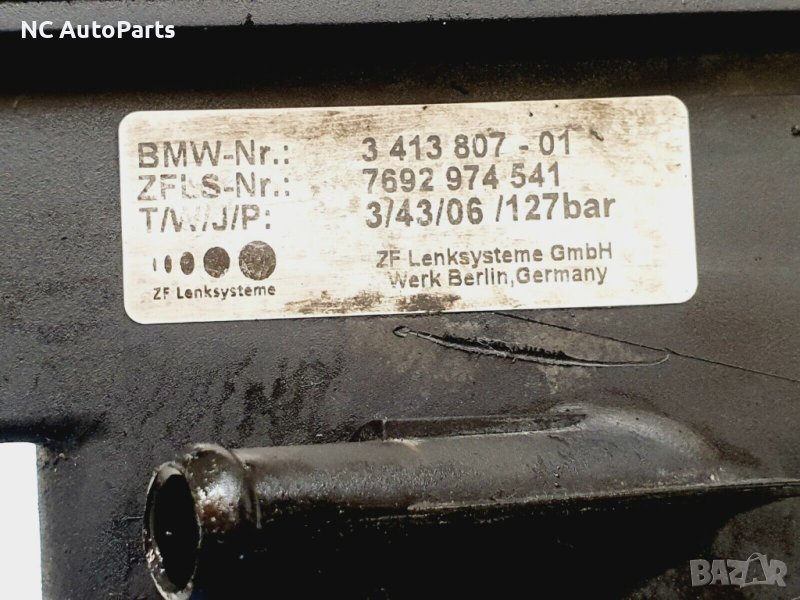 NC AutoParts
BMW-Nr.: 3 413 807 - 01
ZFLS-Nr.: 7692 974 541
T/W/J/P: 3/43/06 /127bar
ZF Lenksysteme GmbH
Werk Berlin,Germany
ZF Lenksysteme
BAZAR